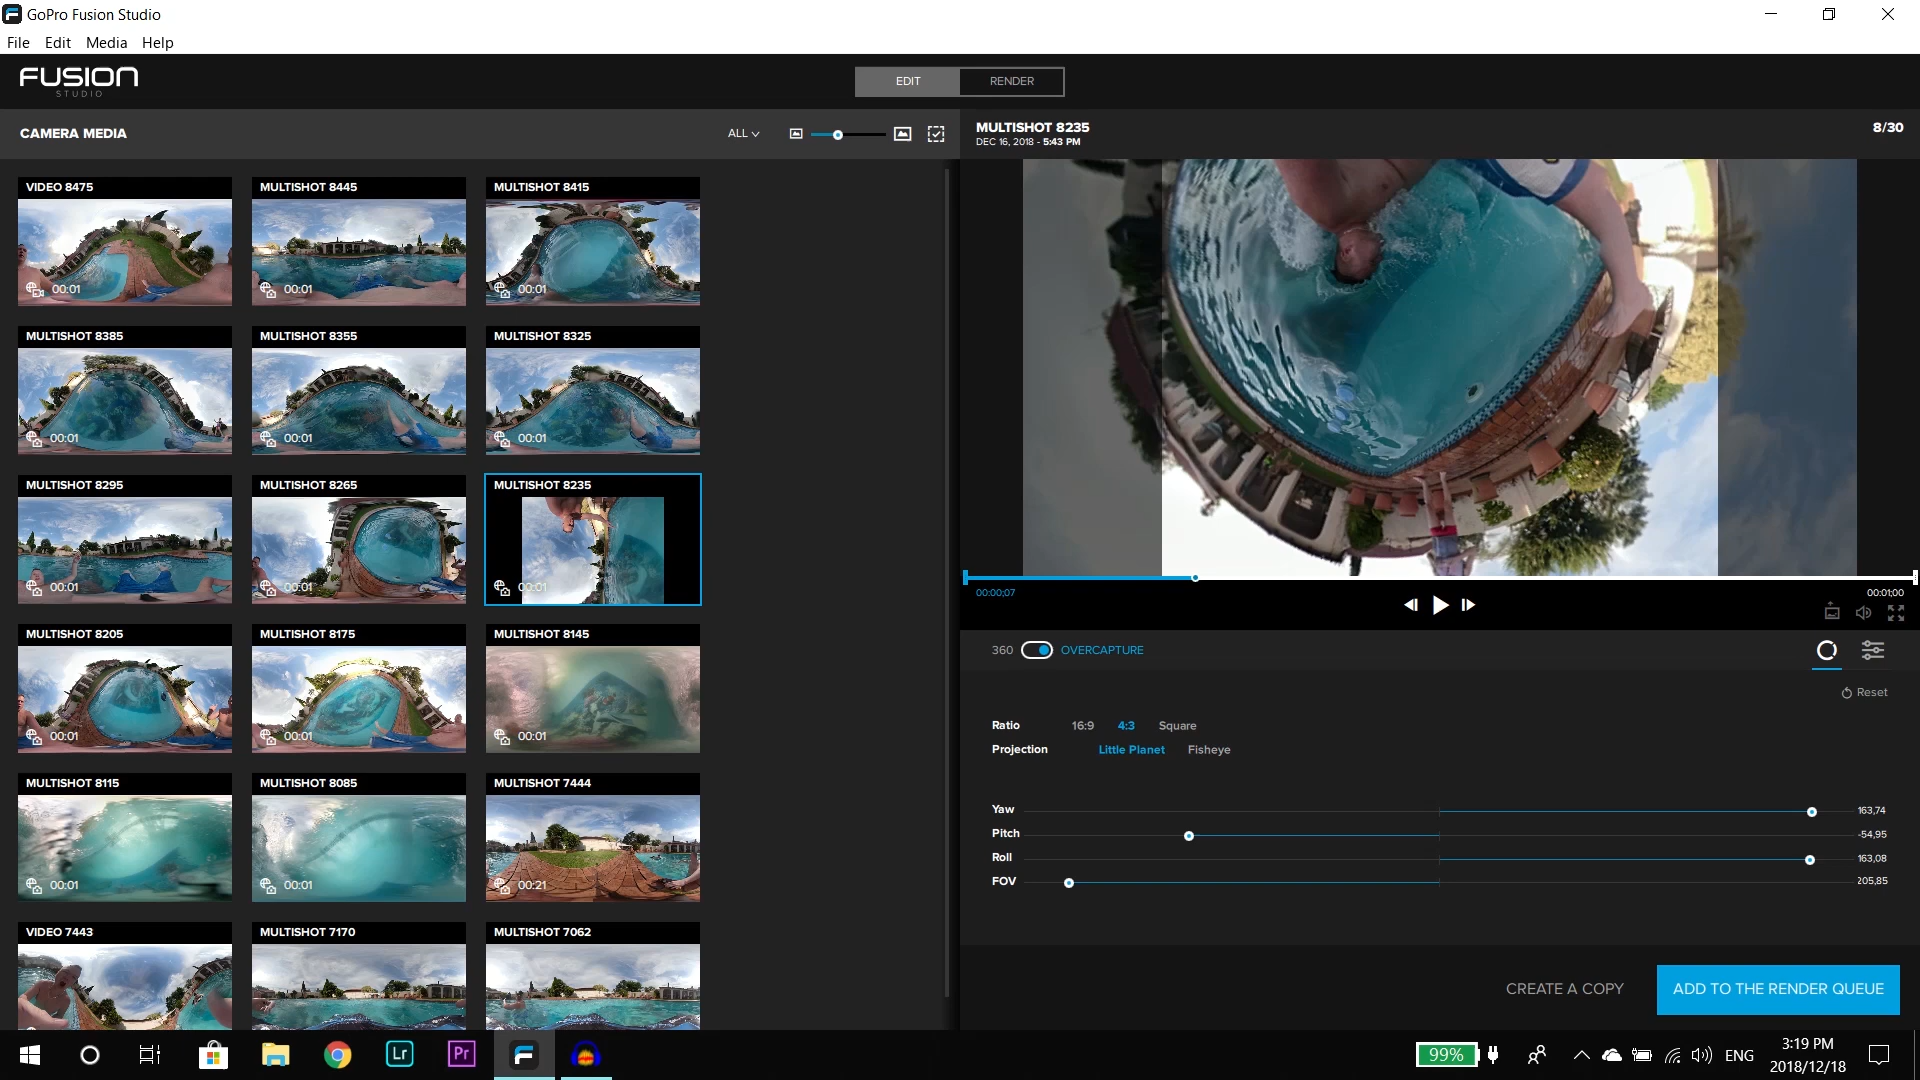 GoPro Fusion Studio
File Edit Media Help
FUSION
STUDIO
EDIT RENDER
CAMERA MEDIA
ALL
MULTISHOT 8235
DEC 16, 2018 - 5:43 PM
8/30
VIDEO 8475 MULTISHOT 8445 MULTISHOT 8415
00:01 00:01 00:01
MULTISHOT 8385 MULTISHOT 8355 MULTISHOT 8325
00:01 00:01 00:01
MULTISHOT 8295 MULTISHOT 8265 MULTISHOT 8235
00:01 00:01 00:01
MULTISHOT 8205 MULTISHOT 8175 MULTISHOT 8145
00:01 00:01 00:01
MULTISHOT 8115 MULTISHOT 8085 MULTISHOT 7444
00:01 00:01 00:21
VIDEO 7443 MULTISHOT 7170 MULTISHOT 7062
00:00;07
00:01;00
360 OVERCAPTURE
Reset
Ratio 16:9 4:3 Square
Projection Little Planet Fisheye
Yaw 163,74
Pitch -54,95
Roll 163,08
FOV 205,85
CREATE A COPY ADD TO THE RENDER QUEUE
Lr Pr
99%
ENG
3:19 PM
2018/12/18